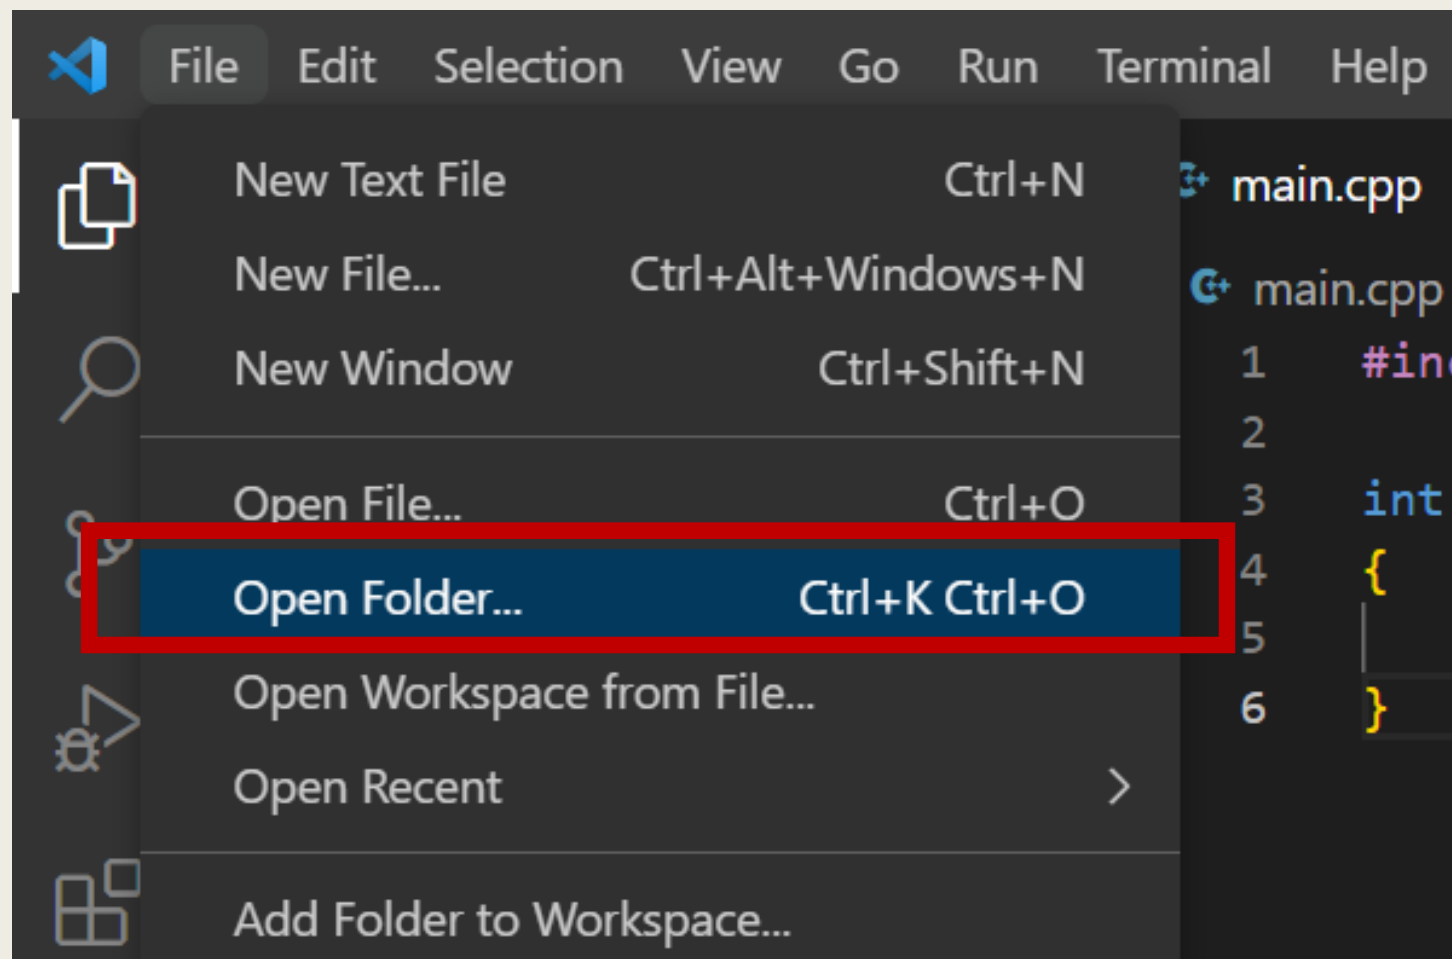 File Edit Selection View Go Run Terminal Help
New Text File Ctrl+N
New File... Ctrl+Alt+Windows+N
New Window Ctrl+Shift+N
Open File... Ctrl+O
Open Folder... Ctrl+K Ctrl+O
Open Workspace from File...
Open Recent
Add Folder to Workspace...
main.cpp
main.cpp
1
2
3 int
4 {
5
6 }